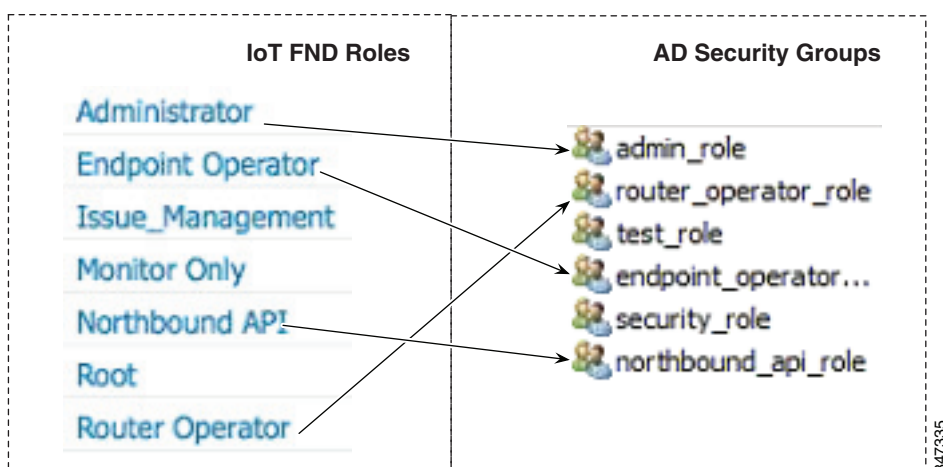 IoT FND Roles
Administrator
Endpoint Operator
Issue_Management
Monitor Only
Northbound API
Root
Router Operator
AD Security Groups
admin_role
router_operator_role
test_role
endpoint_operator...
security_role
northbound_api_role
347335